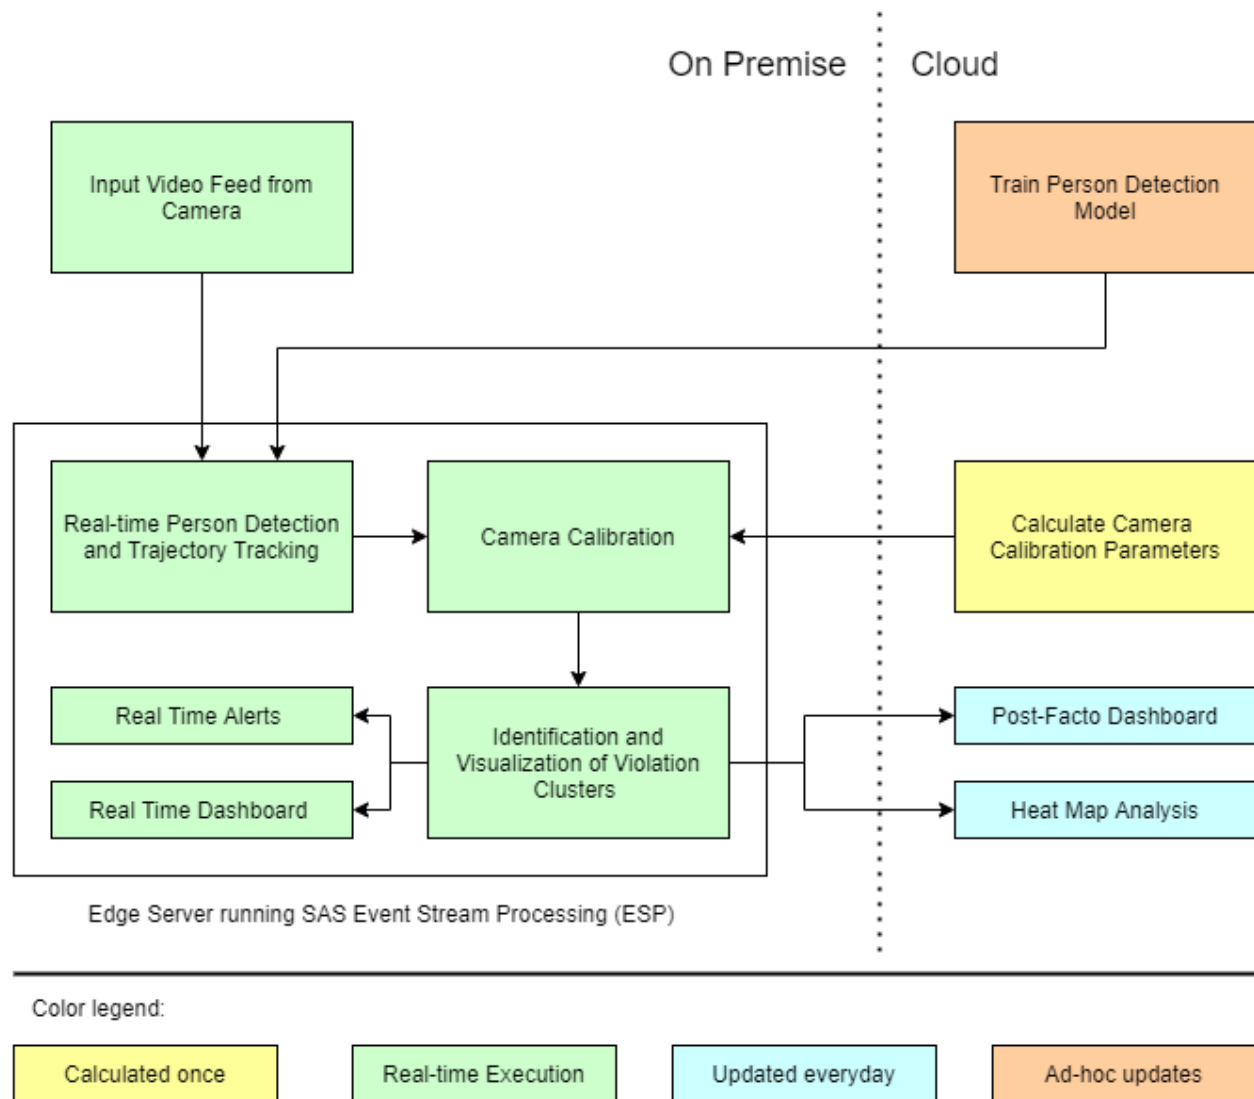 On Premise
Cloud
Input Video Feed from
Camera
Train Person Detection
Model
Real-time Person Detection
and Trajectory Tracking
Camera Calibration
Calculate Camera
Calibration Parameters
Real Time Alerts
Identification and
Visualization of Violation
Clusters
Post-Facto Dashboard
Real Time Dashboard
Heat Map Analysis
Edge Server running SAS Event Stream Processing (ESP)
Color legend:
Calculated once
Real-time Execution
Updated everyday
Ad-hoc updates